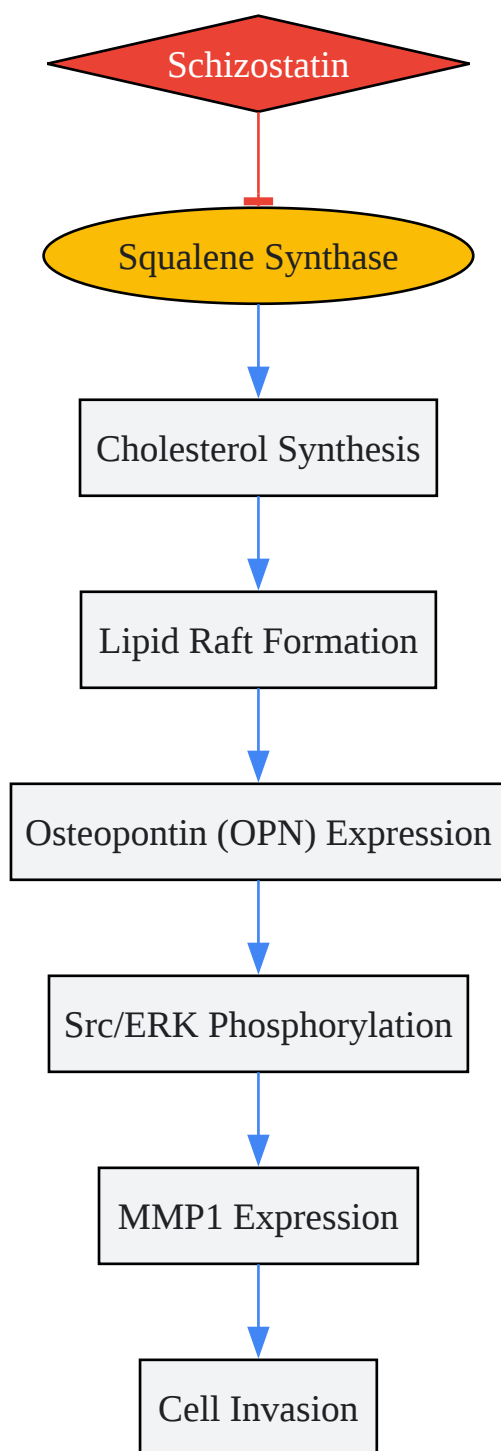 Schizostatin
Squalene Synthase
Cholesterol Synthesis
Lipid Raft Formation
Osteopontin (OPN) Expression
Src/ERK Phosphorylation
MMP1 Expression
Cell Invasion